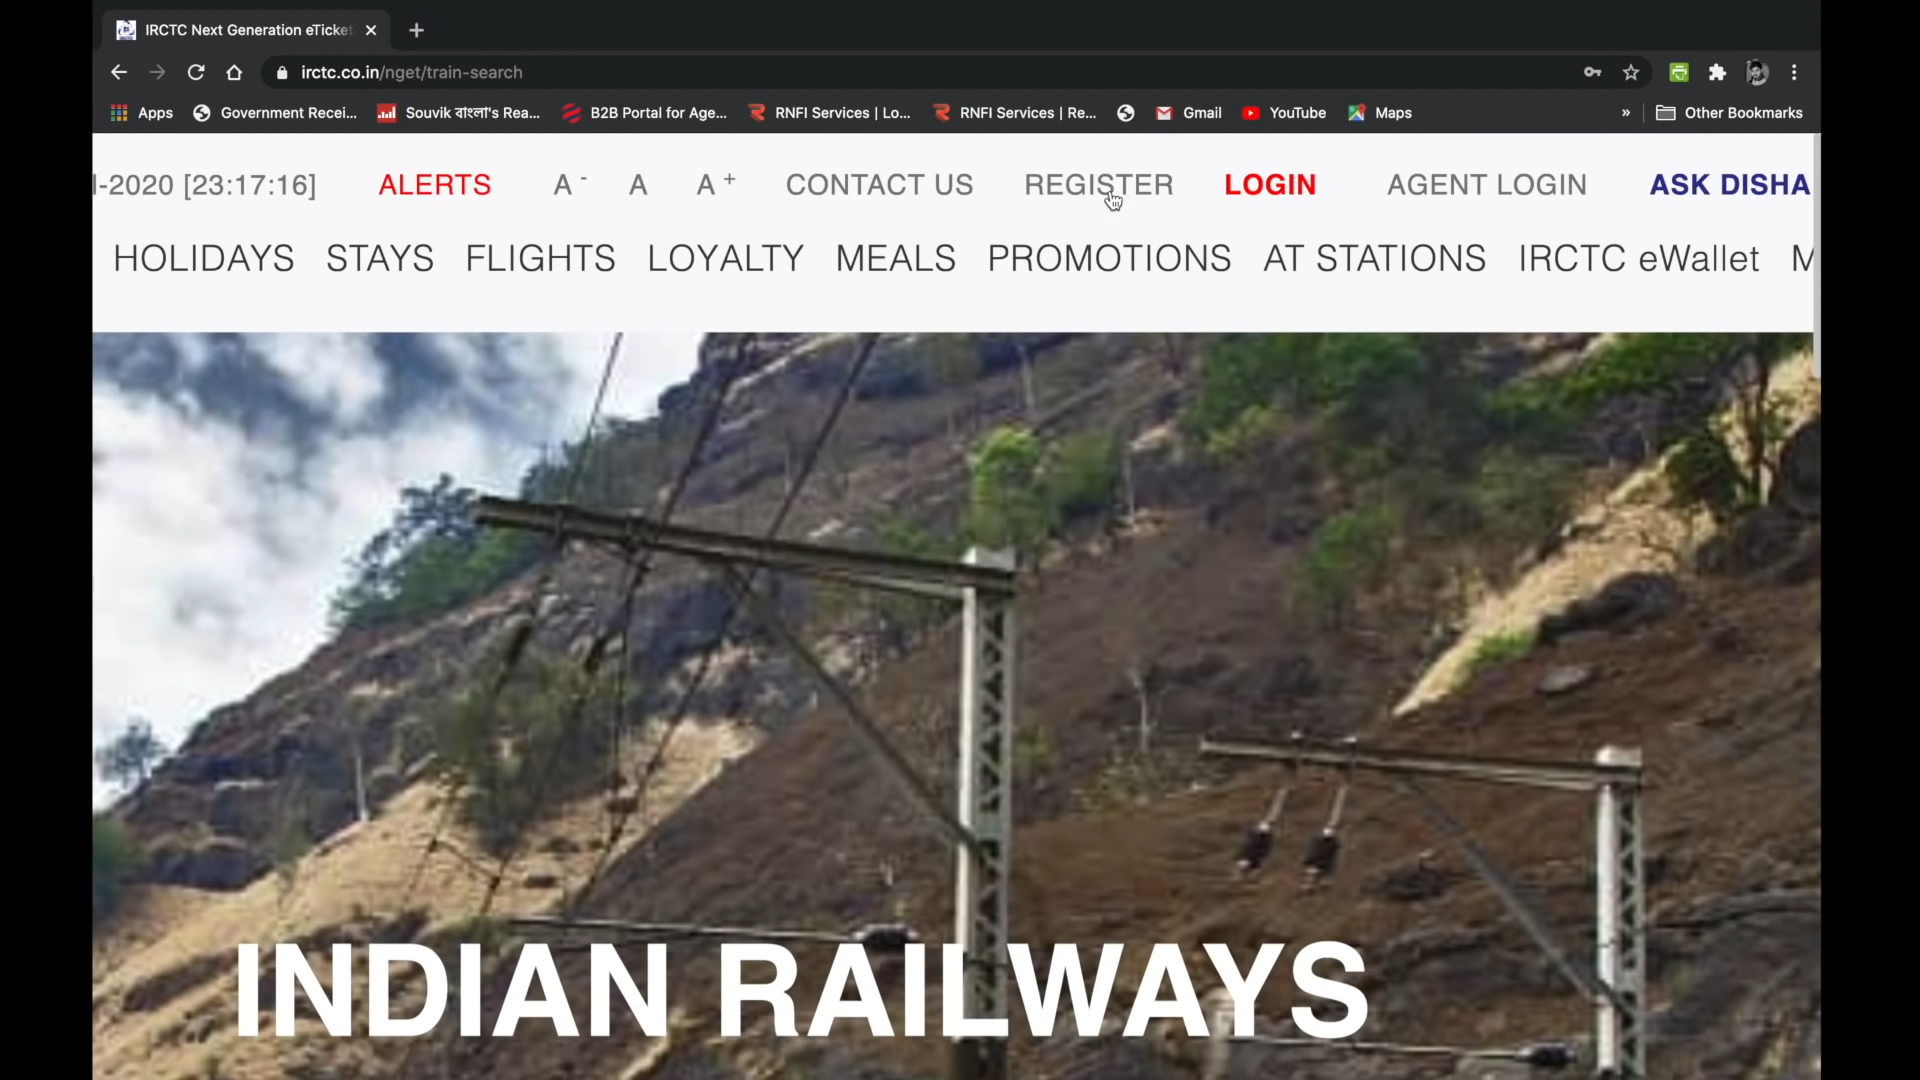 IRCTC Next Generation eTicket
irctc.co.in/nget/train-search
Apps Government Recei... Souvik বাংলা's Rea... B2B Portal for Age... RNFI Services | Lo... RNFI Services | Re... Gmail YouTube Maps » Other Bookmarks
-2020 [23:17:16] ALERTS A - A A + CONTACT US REGISTER LOGIN AGENT LOGIN ASK DISHA
HOLIDAYS STAYS FLIGHTS LOYALTY MEALS PROMOTIONS AT STATIONS IRCTC eWallet
INDIAN RAILWAYS